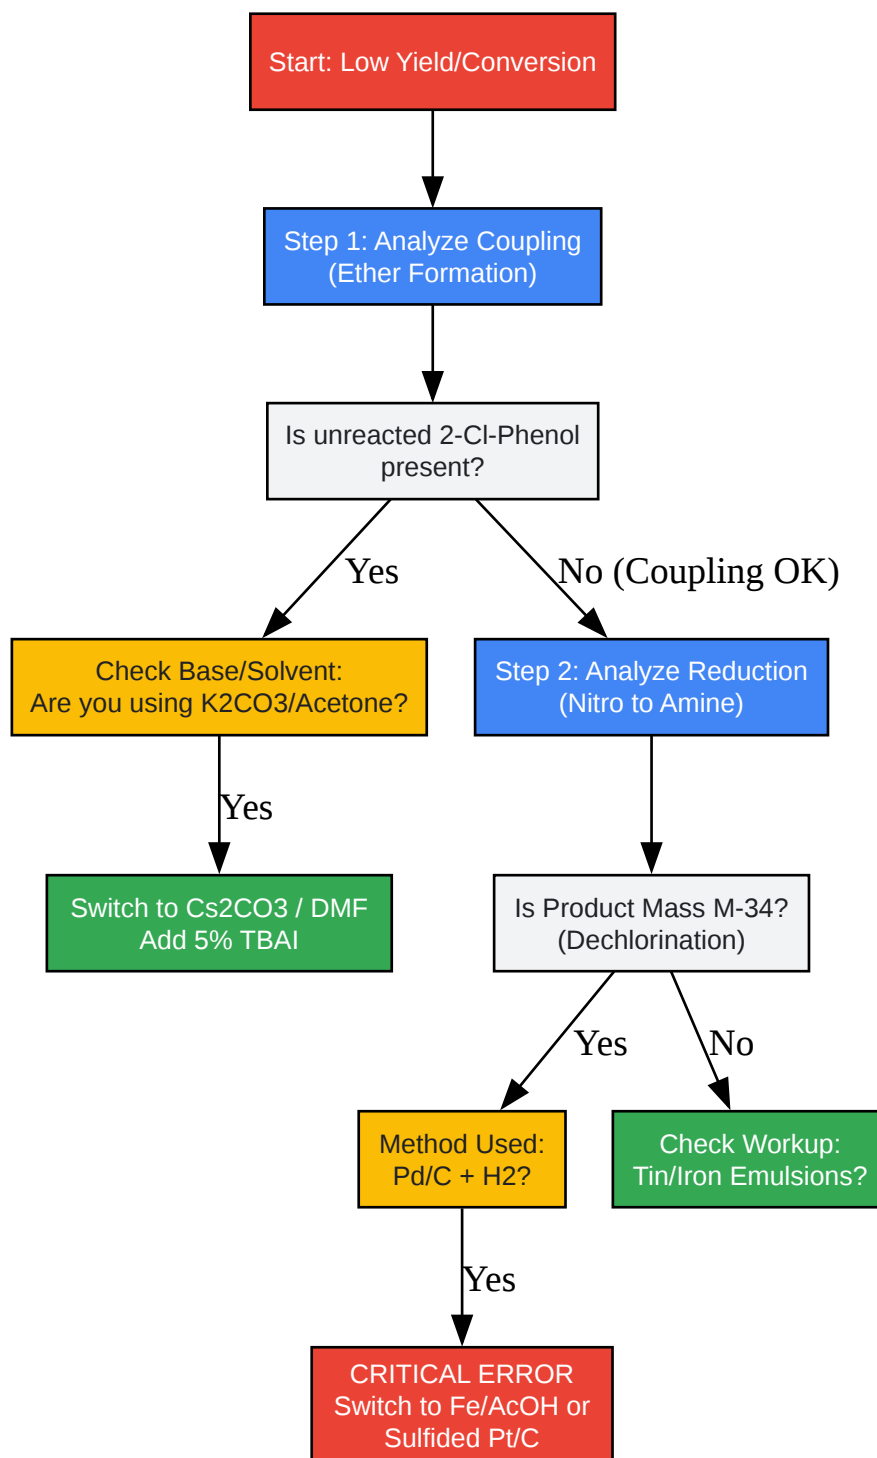 Start: Low Yield/Conversion
Step 1: Analyze Coupling
(Ether Formation)
Is unreacted 2-Cl-Phenol
present?
Yes
No (Coupling OK)
Check Base/Solvent:
Are you using K2CO3/Acetone?
Step 2: Analyze Reduction
(Nitro to Amine)
Yes
Switch to Cs2CO3 / DMF
Add 5% TBAI
Is Product Mass M-34?
(Dechlorination)
Yes
No
Method Used:
Pd/C + H2?
Check Workup:
Tin/Iron Emulsions?
Yes
CRITICAL ERROR
Switch to Fe/AcOH or
Sulfided Pt/C